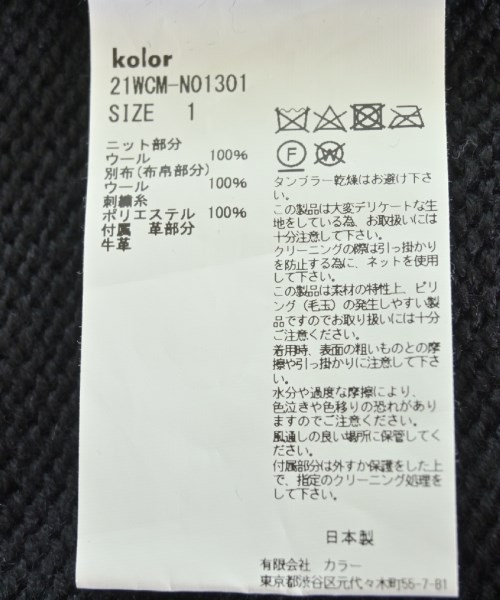 kolor
21WCM-N01301
SIZE 1
ニット部分
ウール 100%
別布(布帛部分)
ウール 100%
刺繍糸
ポリエステル 100%
付属 革部分
牛革
F
W
タンブラー乾燥はお避け下さ
い。
この製品は大変デリケートな生
地をしている為、お取扱いには
十分注意して下さい。
クリーニングの際は引っ掛かり
を防止する為に、ネットを使用
して下さい。
この製品は素材の特性上、ピリ
ング(毛玉)の発生しやすい製
品ですのでお取り扱いには十分
ご注意ください。
着用時、表面の粗いものとの摩
擦や引っ掛かりに注意して下さ
い。
水分や過度な摩擦により、
色泣きや色移りの恐れがあり
ますのでご注意ください。
風通しの良い場所に保管してく
ださい。
付属部分は外すか保護をした上
で、指定のクリーニング処理を
して下さい。
日本製
有限会社 カラー
東京都渋谷区元代々木町55-7-B1